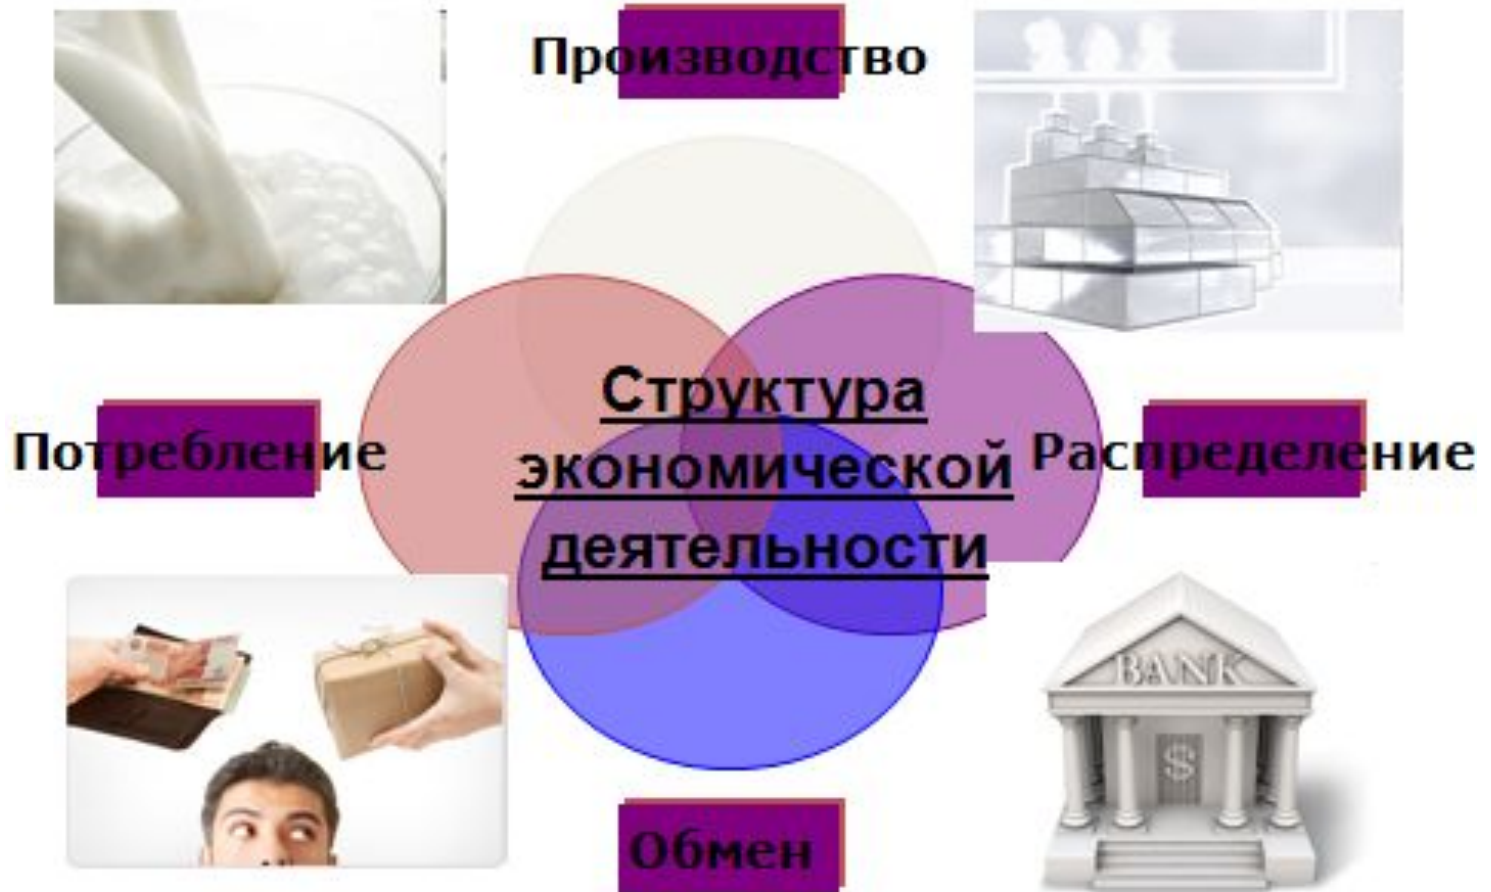 Производство
Структура
экономической
деятельности
Потребление
Распределение
BANK
$
Обмен